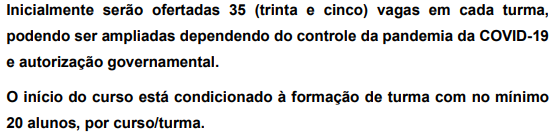 Inicialmente serão ofertadas 35 (trinta e cinco) vagas em cada turma,
podendo ser ampliadas dependendo do controle da pandemia da COVID-19
e autorização governamental.
O início do curso está condicionado à formação de turma com no mínimo
20 alunos, por curso/turma.